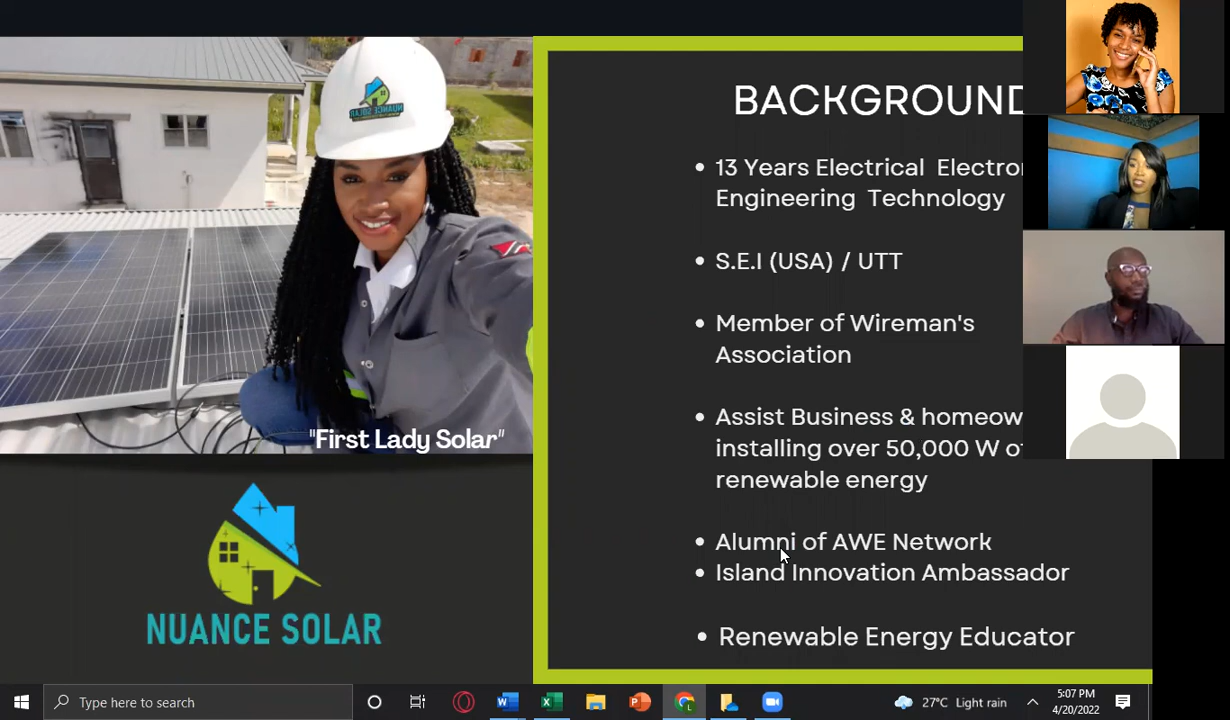 NUANCE SOLAR
"First Lady Solar"
NUANCE SOLAR
BACKGROUND
13 Years Electrical Electro
Engineering Technology
S.E.I (USA) / UTT
Member of Wireman's
Association
Assist Business & homeow
installing over 50,000 W o
renewable energy
Alumni of AWE Network
Island Innovation Ambassador
Renewable Energy Educator
Type here to search
27°C Light rain
5:07 PM
4/20/2022